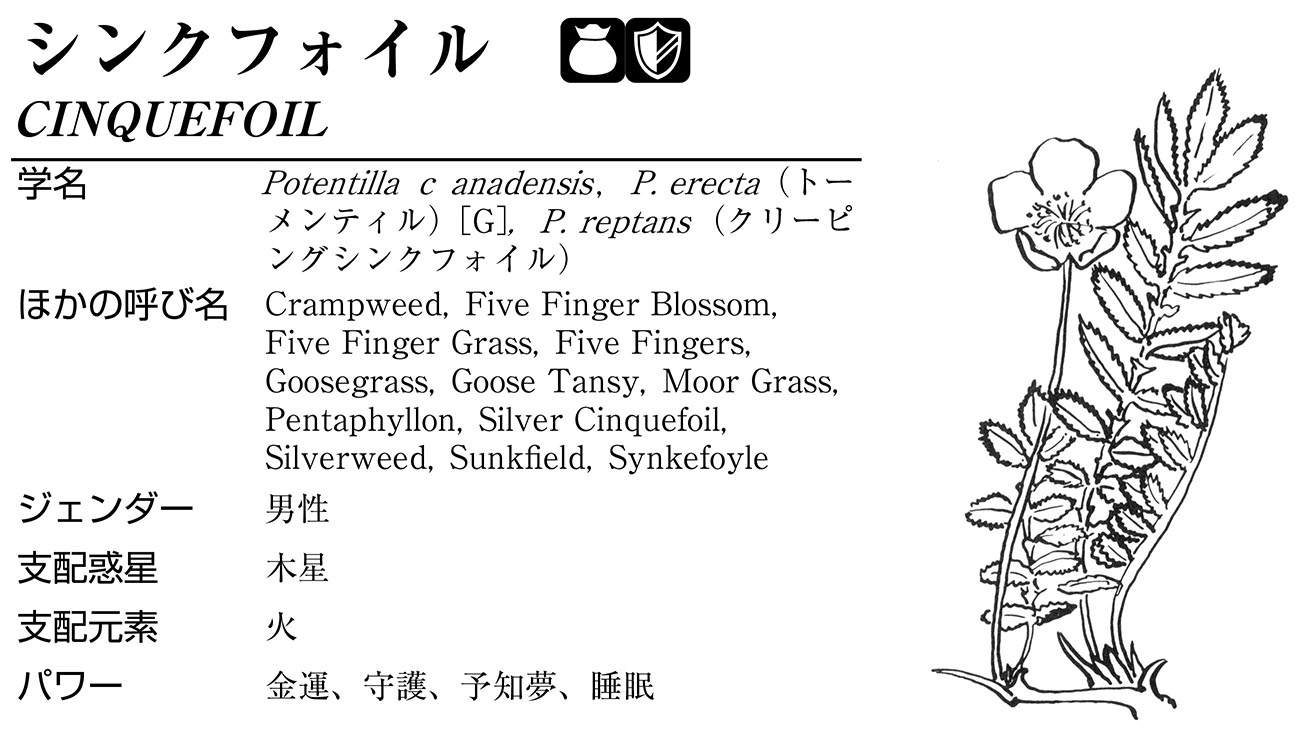 シンクフォイル
CINQUEFOIL
学名 Potentilla c anadensis, P. erecta（トー
メンティル）［G］, P. reptans（クリーピ
ングシンクフォイル）
ほかの呼び名 Crampweed, Five Finger Blossom,
Five Finger Grass, Five Fingers,
Goosegrass, Goose Tansy, Moor Grass,
Pentaphyllon, Silver Cinquefoil,
Silverweed, Sunkfield, Synkefoyle
ジェンダー 男性
支配惑星 木星
支配元素 火
パワー 金運、守護、予知夢、睡眠